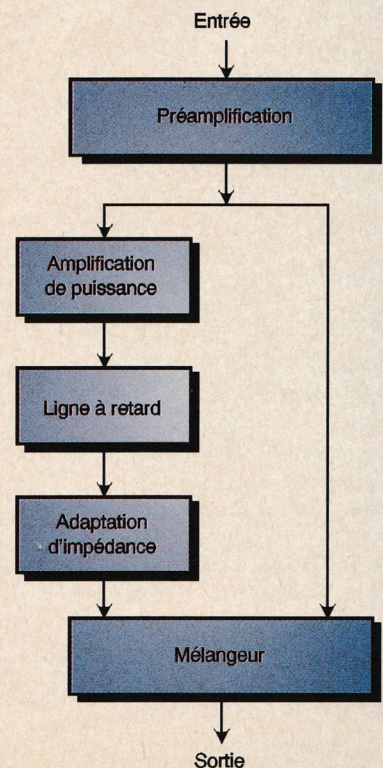 Entrée
Préamplification
Amplification
de puissance
Ligne à retard
Adaptation
d'impédance
Mélangeur
Sortie